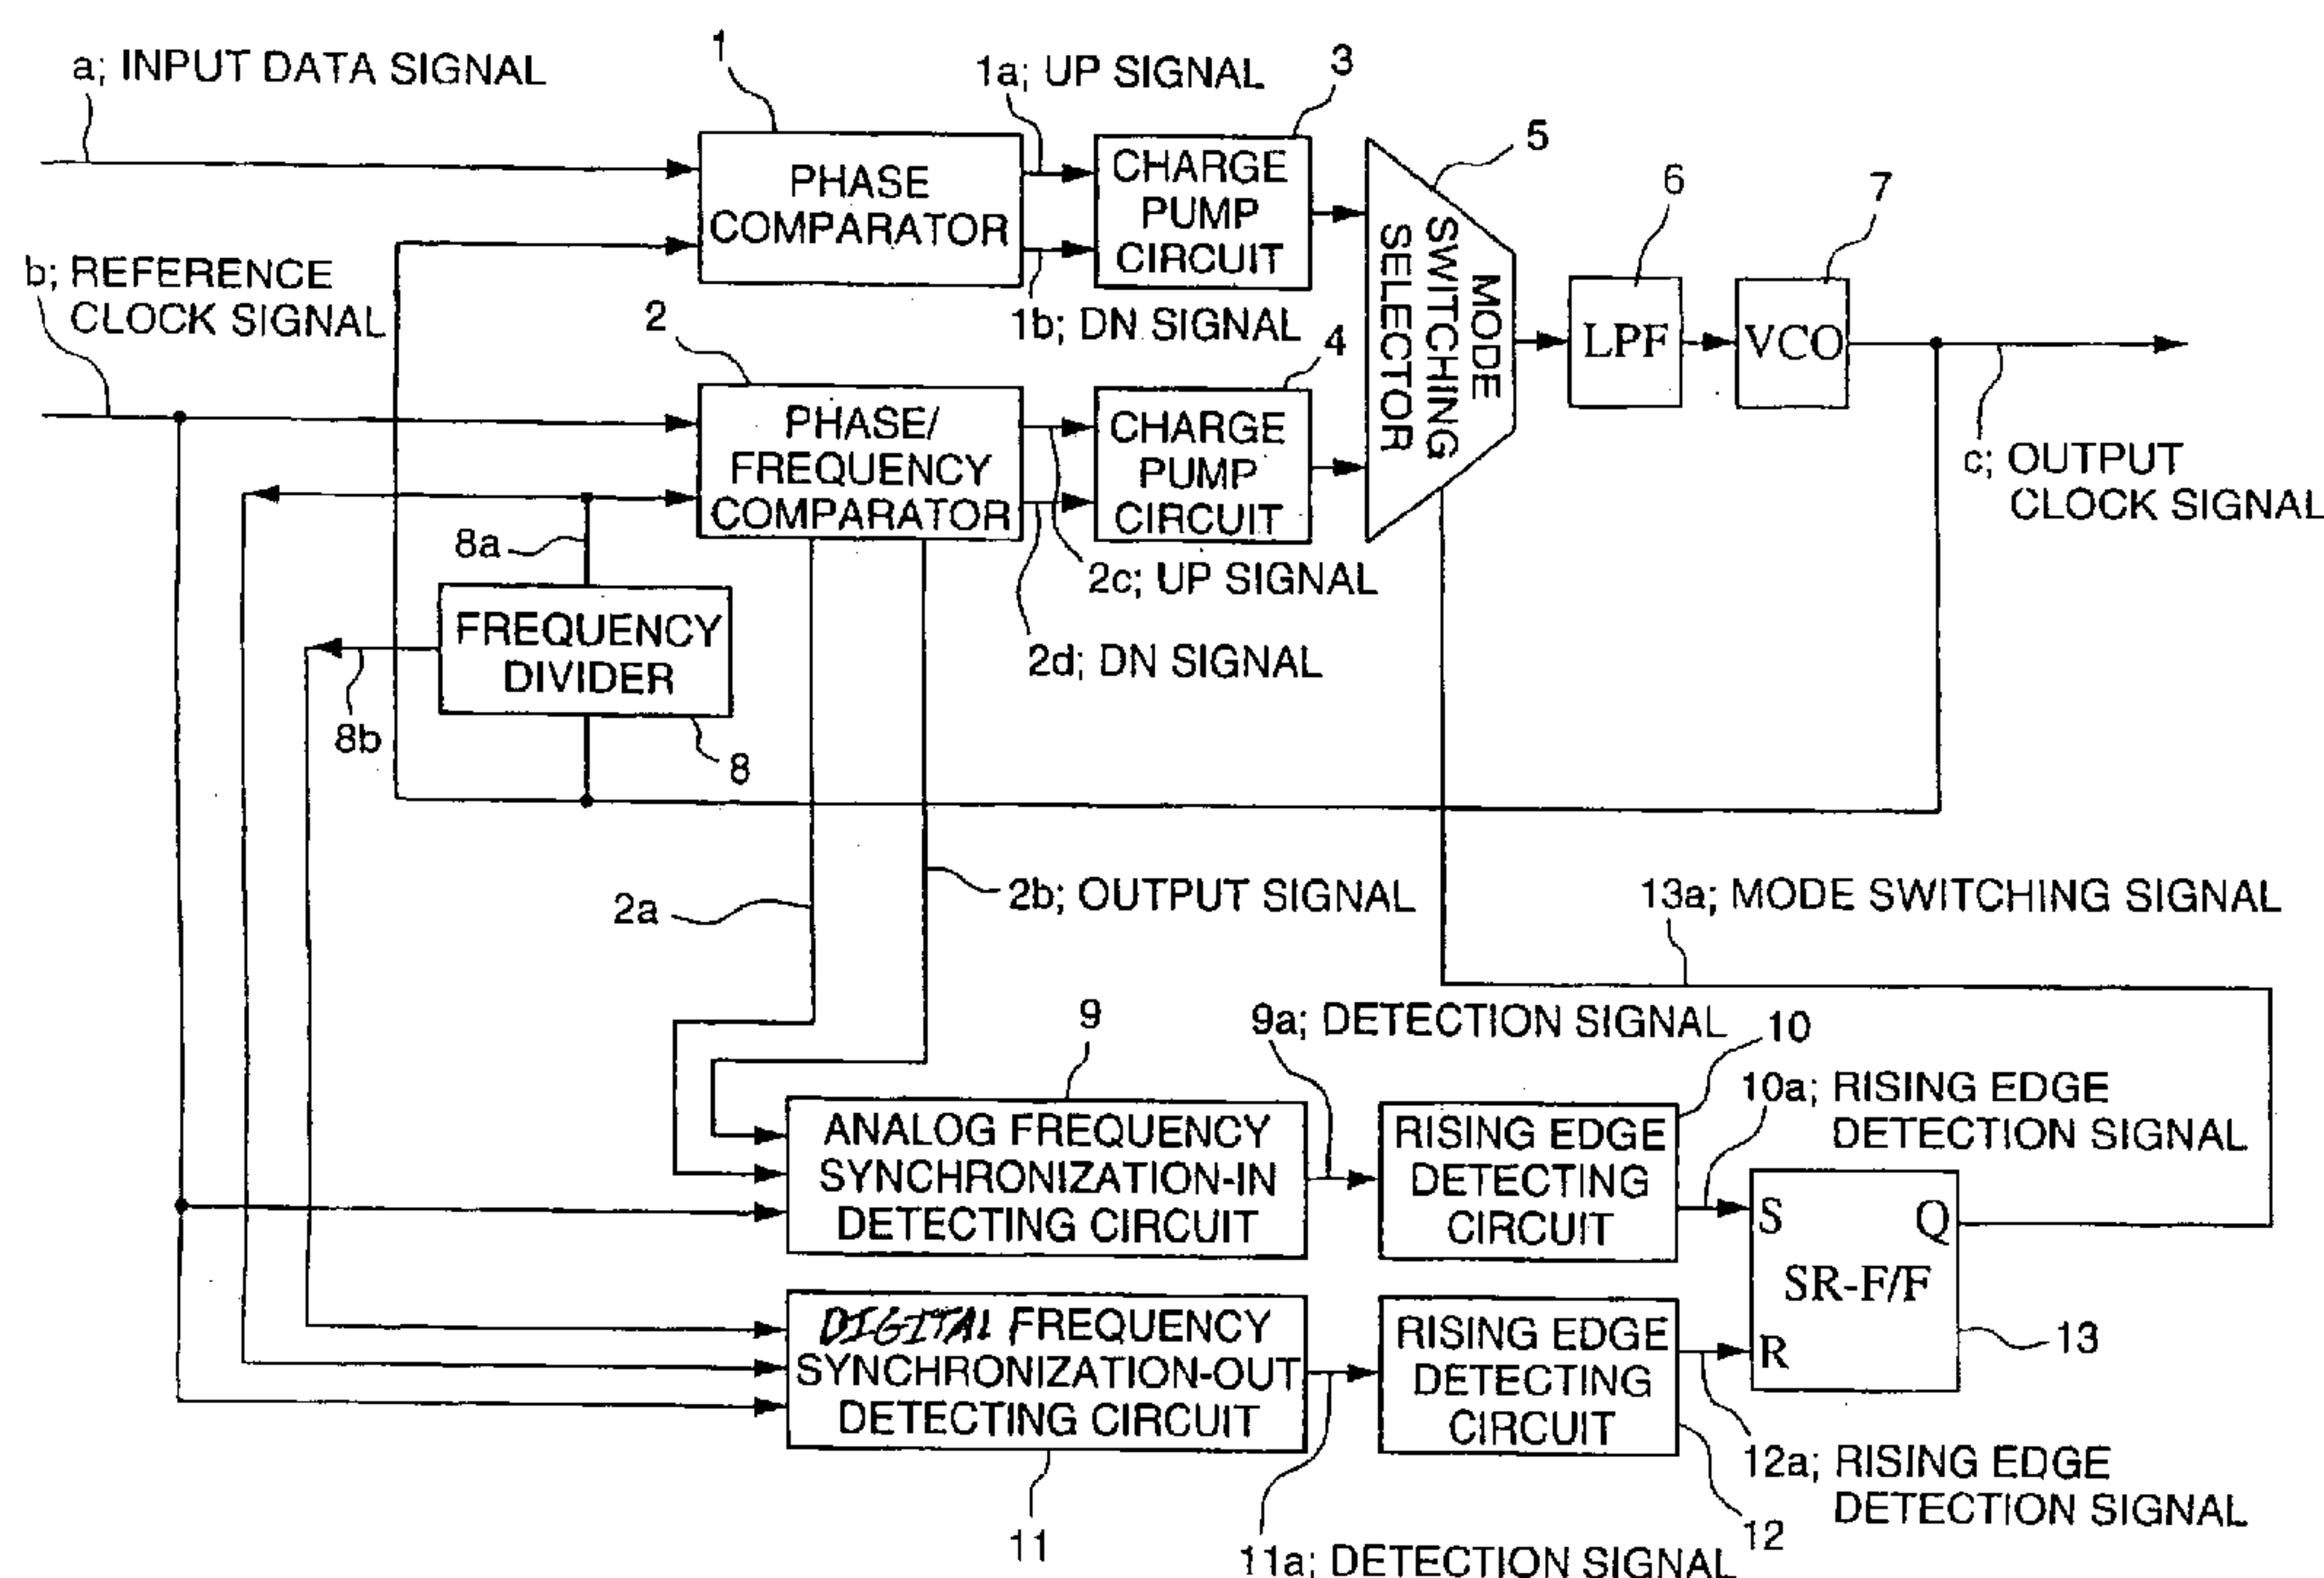 a; INPUT DATA SIGNAL
1
1a; UP SIGNAL
3
PHASE
COMPARATOR
CHARGE
PUMP
CIRCUIT
5
MODE
SWITCHING
SELECTOR
6
LPF
7
VCO
b; REFERENCE
CLOCK SIGNAL
1b; DN SIGNAL
2
4
PHASE/
FREQUENCY
COMPARATOR
CHARGE
PUMP
CIRCUIT
c; OUTPUT
CLOCK SIGNAL
8a
2c; UP SIGNAL
FREQUENCY
DIVIDER
2d; DN SIGNAL
8b
8
2a
2b; OUTPUT SIGNAL
13a; MODE SWITCHING SIGNAL
9
9a; DETECTION SIGNAL
10
ANALOG FREQUENCY
SYNCHRONIZATION-IN
DETECTING CIRCUIT
RISING EDGE
DETECTING
CIRCUIT
10a; RISING EDGE
DETECTION SIGNAL
S
Q
SR-F/F
R
13
DIGITAL FREQUENCY
SYNCHRONIZATION-OUT
DETECTING CIRCUIT
RISING EDGE
DETECTING
CIRCUIT
12a; RISING EDGE
DETECTION SIGNAL
11
11a; DETECTION SIGNAL
12